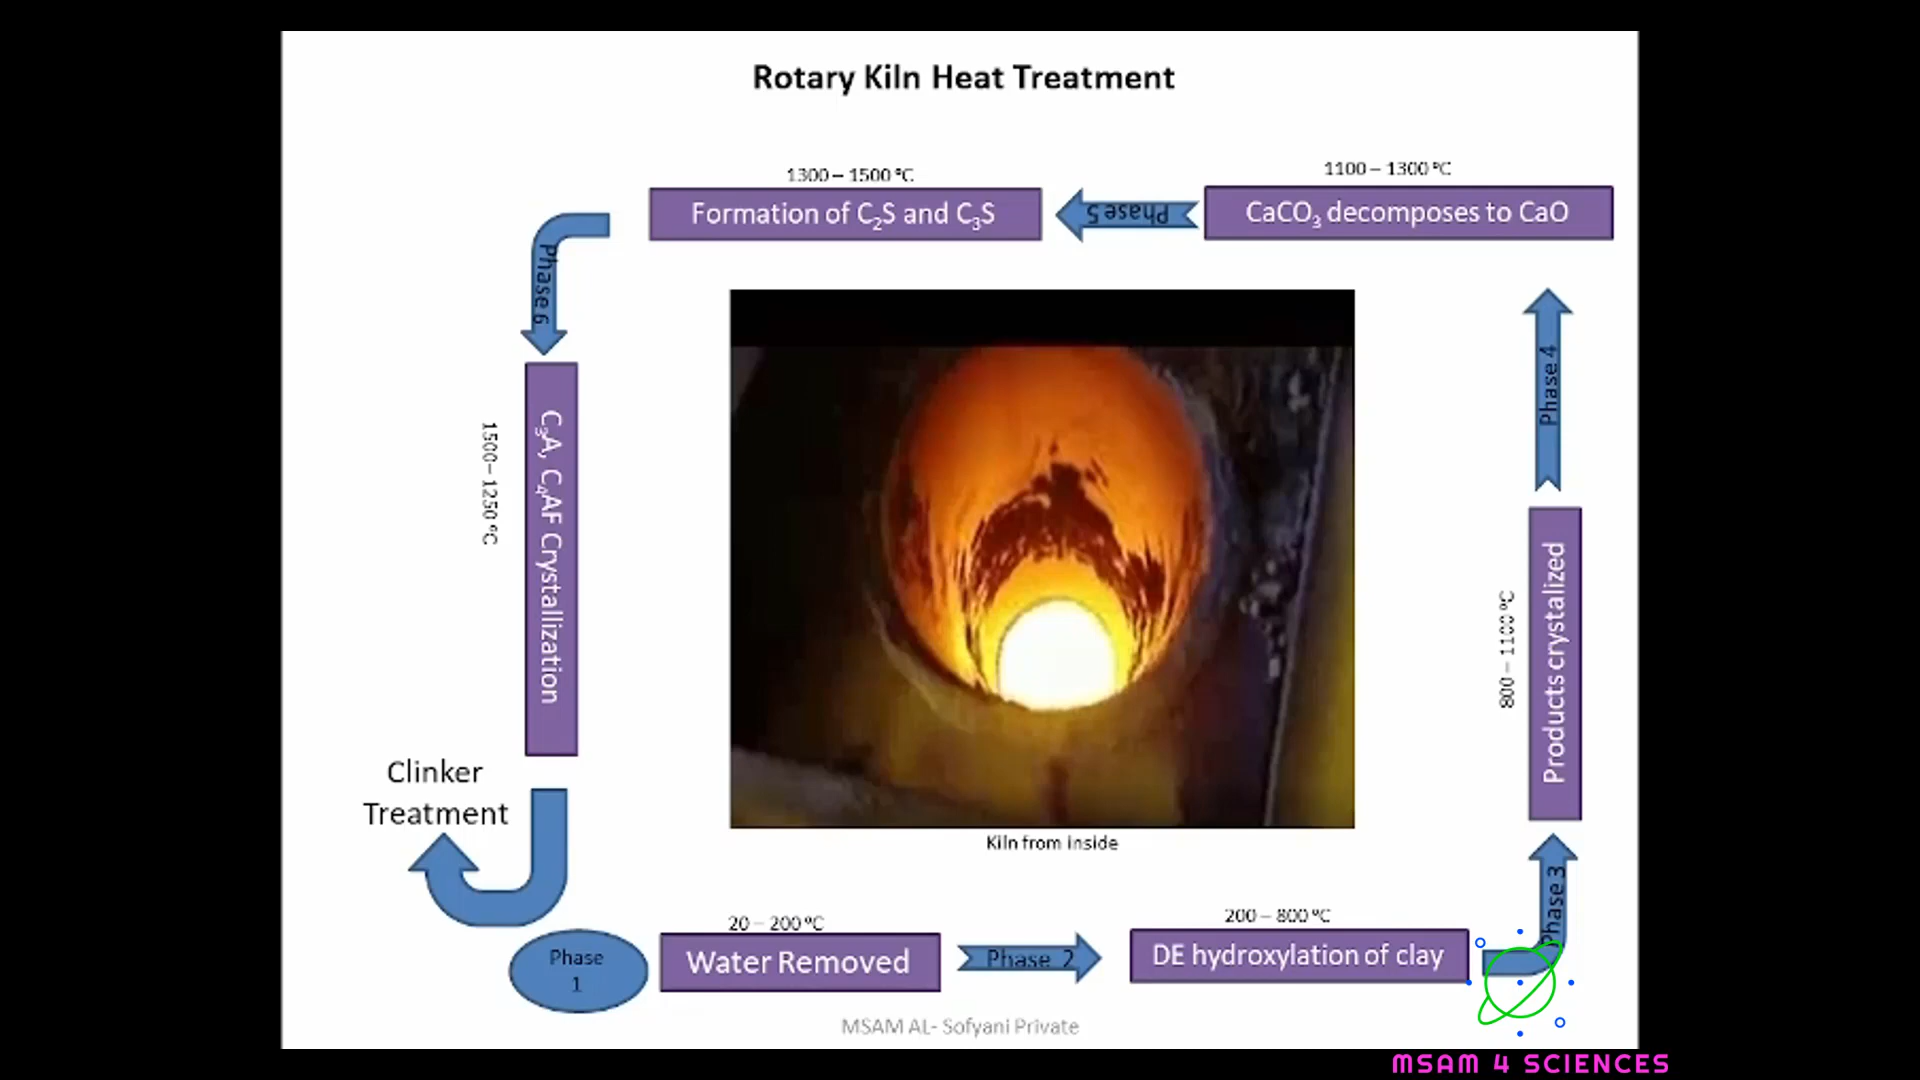 Rotary Kiln Heat Treatment
1300 – 1500 ºC
1100 – 1300 ºC
Formation of C₂S and C₃S
Phase 5
CaCO₃ decomposes to CaO
Phase 6
Phase 4
C₃A, C₄AF Crystallization
1500–1250 ºC
800 – 1100 ºC
Products crystalized
Clinker
Treatment
Kiln from inside
Phase 3
20 – 200 ºC
200 – 800 ºC
Phase
1
Water Removed
Phase 2
DE hydroxylation of clay
MSAM AL- Sofyani Private
MSAM 4 SCIENCES